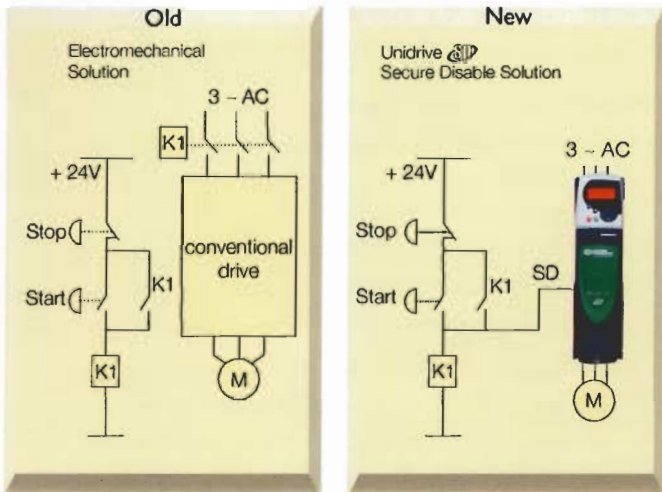 Old
Electromechanical
Solution
3 ~ AC
K1
+ 24V
Stop
conventional
drive
Start
K1
K1
M
New
Unidrive SP
Secure Disable Solution
3 ~ AC
+ 24V
Stop
SD
K1
Start
K1
M